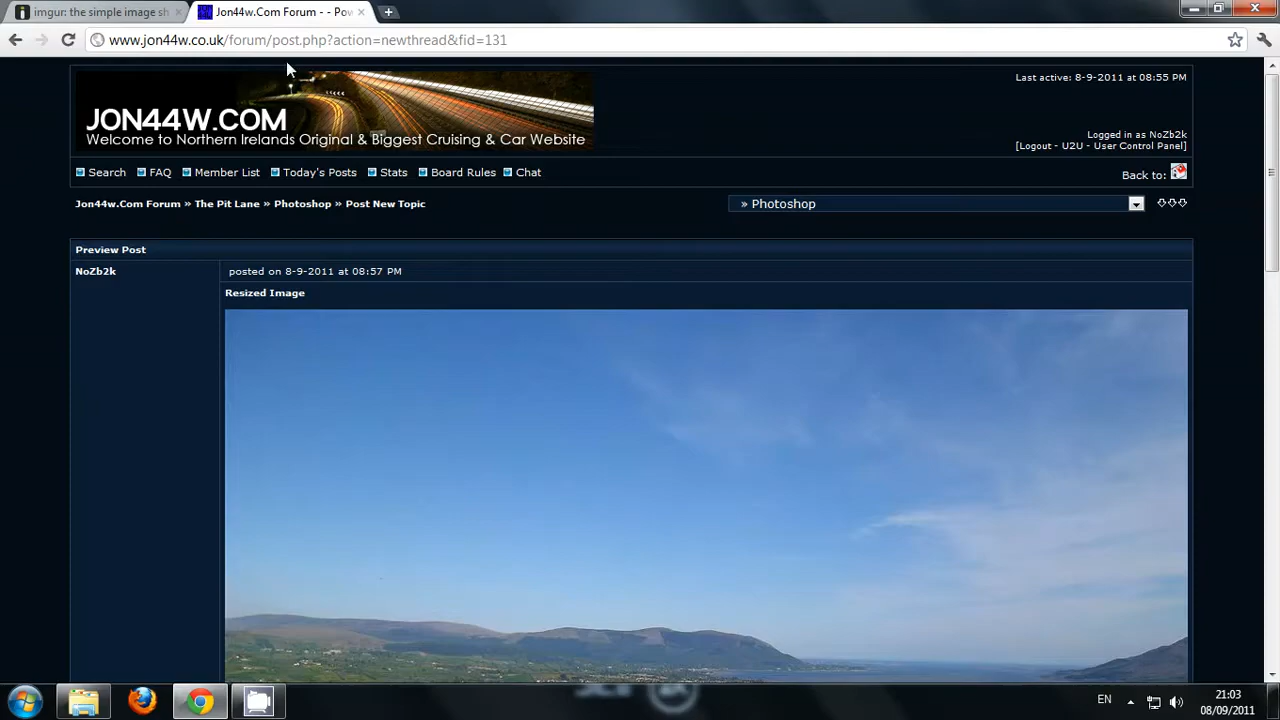 imgur: the simple image sh
Jon44w.Com Forum - - Pow
www.jon44w.co.uk/forum/post.php?action=newthread&fid=131
Last active: 8-9-2011 at 08:55 PM
JON44W.COM
Welcome to Northern Irelands Original & Biggest Cruising & Car Website
Logged in as NoZb2k
[Logout - U2U - User Control Panel]
Search FAQ Member List Today's Posts Stats Board Rules Chat
Back to:
Jon44w.Com Forum » The Pit Lane » Photoshop » Post New Topic
» Photoshop
Preview Post
NoZb2k
posted on 8-9-2011 at 08:57 PM
Resized Image
EN
21:03
08/09/2011